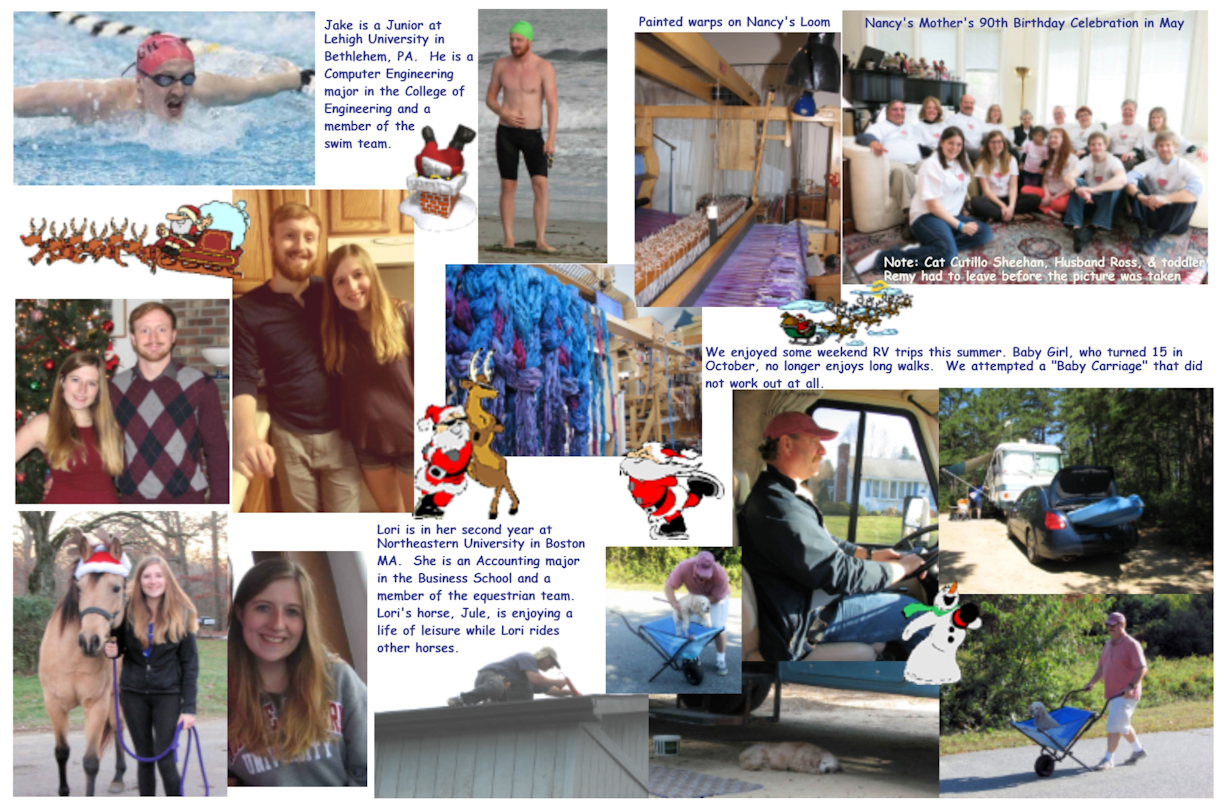 Jake is a Junior at
Lehigh University in
Bethlehem, PA.  He is a
Computer Engineering
major in the College of
Engineering and a
member of the
swim team.
Painted warps on Nancy's Loom
Nancy's Mother's 90th Birthday Celebration in May
Note: Cat Cutillo Sheehan, Husband Ross, & toddler
Remy had to leave before the picture was taken
We enjoyed some weekend RV trips this summer. Baby Girl, who turned 15 in
October, no longer enjoys long walks.  We attempted a "Baby Carriage" that did
not work out at all.
Lori is in her second year at
Northeastern University in Boston
MA.  She is an Accounting major
in the Business School and a
member of the equestrian team.
Lori's horse, Jule, is enjoying a
life of leisure while Lori rides
other horses.
UNIVERSITY